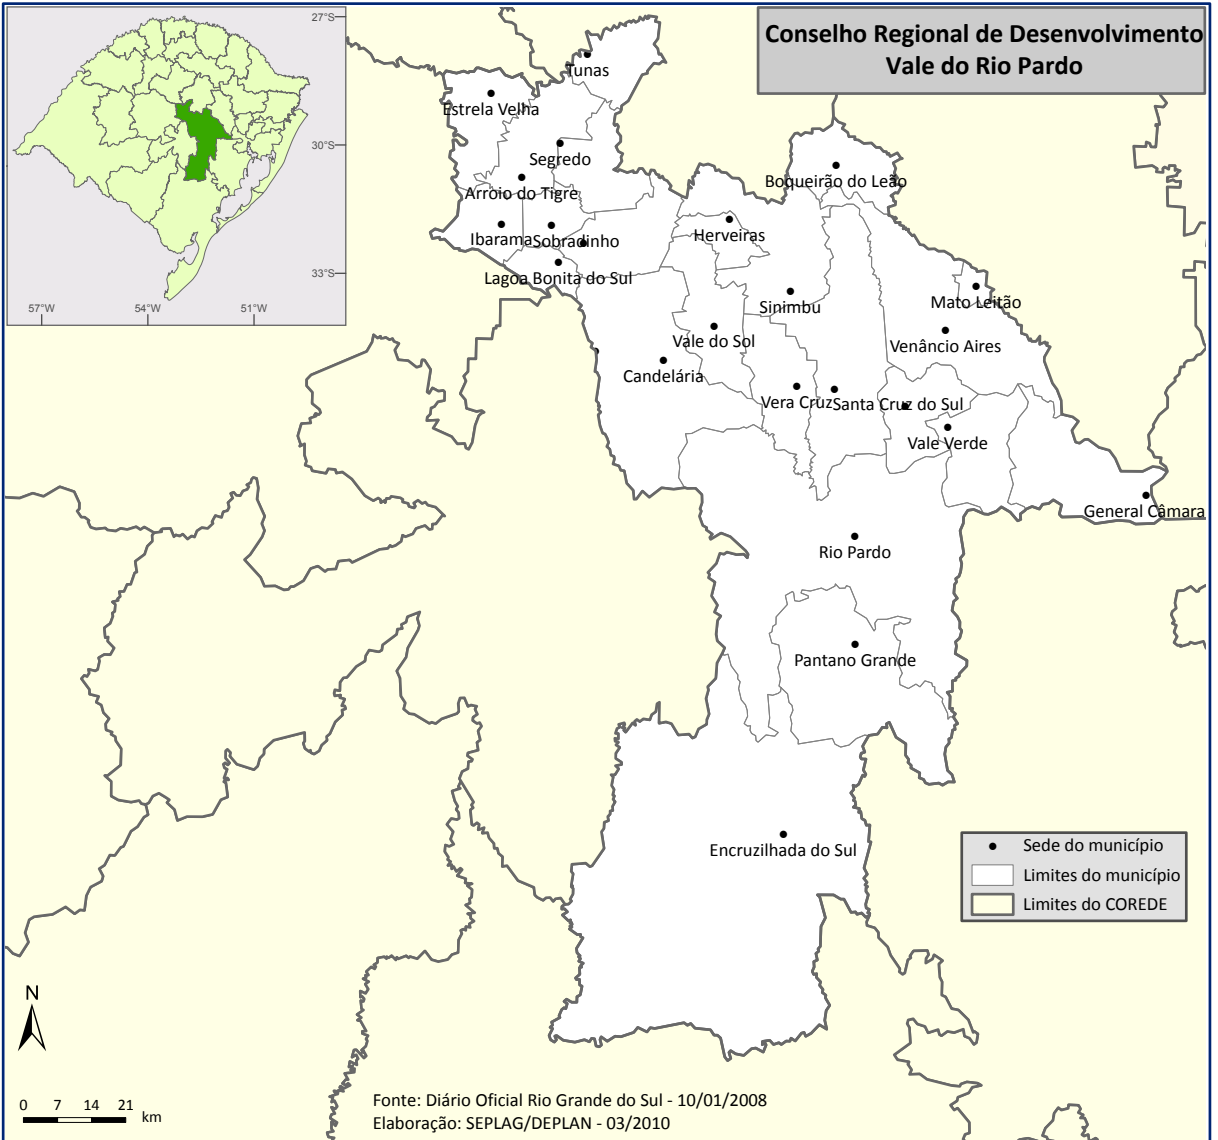 Conselho Regional de Desenvolvimento
Vale do Rio Pardo
27°S
30°S
33°S
57°W
54°W
51°W
Tunas
Estrela Velha
Segredo
Arroio do Tigre
Boqueirão do Leão
Ibarama
Sobradinho
Herveiras
Lagoa Bonita do Sul
Sinimbu
Mato Leitão
Vale do Sol
Venâncio Aires
Candelária
Vera Cruz
Santa Cruz do Sul
Vale Verde
General Câmara
Rio Pardo
Pantano Grande
Encruzilhada do Sul
Sede do município
Limites do município
Limites do COREDE
N
0 7 14 21
km
Fonte: Diário Oficial Rio Grande do Sul - 10/01/2008
Elaboração: SEPLAG/DEPLAN - 03/2010